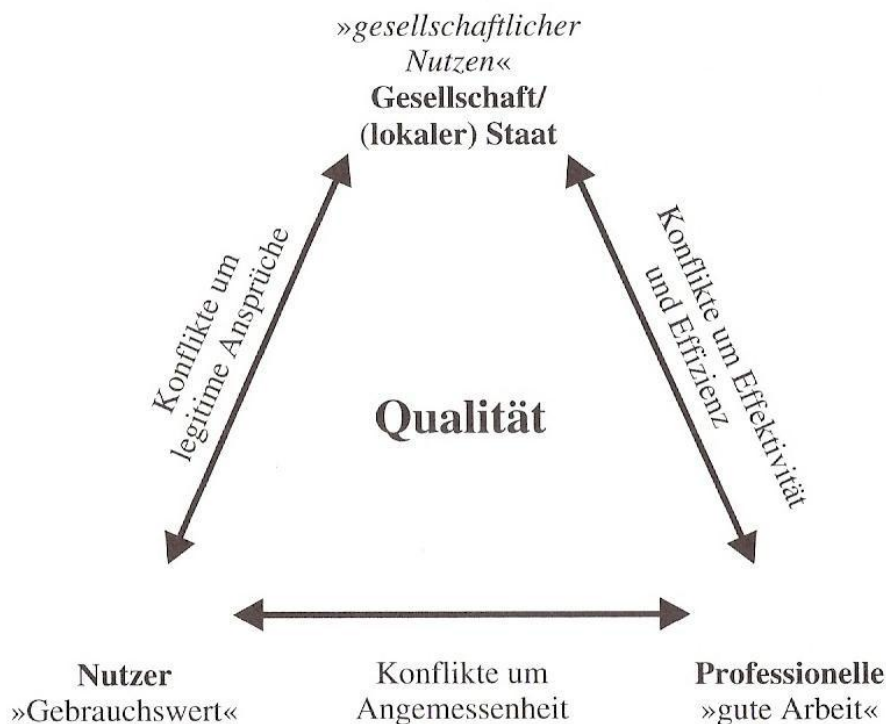 »gesellschaftlicher
Nutzen«
Gesellschaft/
(lokaler) Staat
Konflikte um
legitime Ansprüche
Konflikte um Effektivität
und Effizienz
Qualität
Nutzer
»Gebrauchswert«
Konflikte um
Angemessenheit
Professionelle
»gute Arbeit«